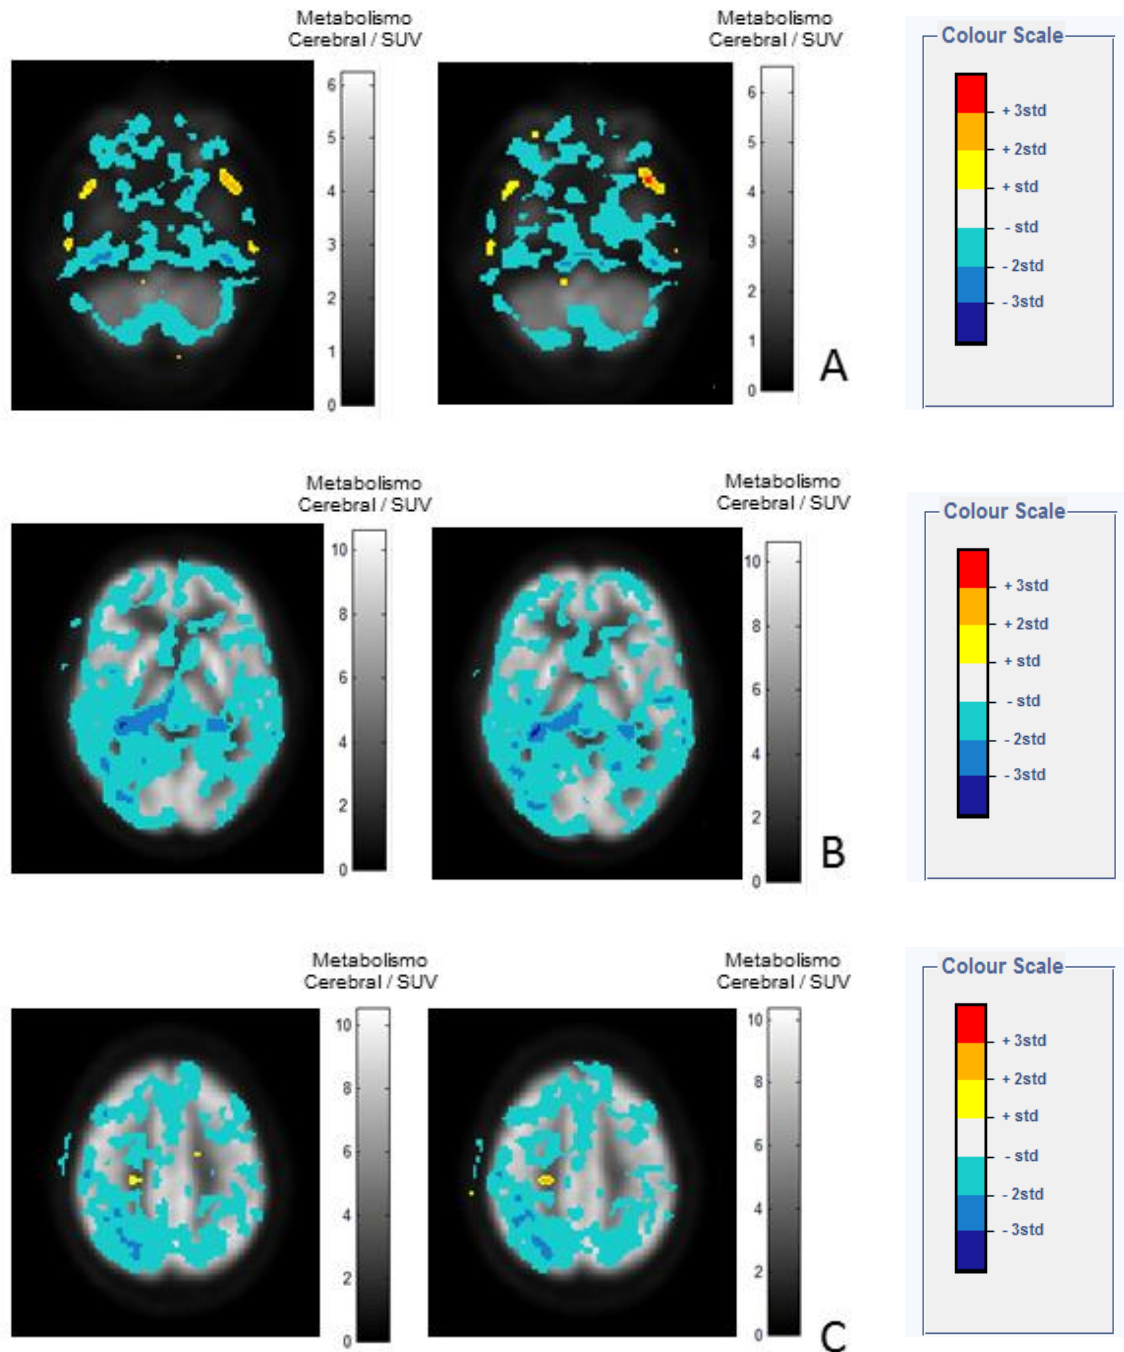 Metabolismo
Cerebral / SUV
6
5
4
3
2
1
0
Metabolismo
Cerebral / SUV
6
5
4
3
2
1
0
A
Colour Scale
+ 3std
+ 2std
+ std
- std
- 2std
- 3std
Metabolismo
Cerebral / SUV
10
8
6
4
2
0
Metabolismo
Cerebral / SUV
10
8
6
4
2
0
B
Colour Scale
+ 3std
+ 2std
+ std
- std
- 2std
- 3std
Metabolismo
Cerebral / SUV
10
8
6
4
2
0
Metabolismo
Cerebral / SUV
10
8
6
4
2
0
C
Colour Scale
+ 3std
+ 2std
+ std
- std
- 2std
- 3std